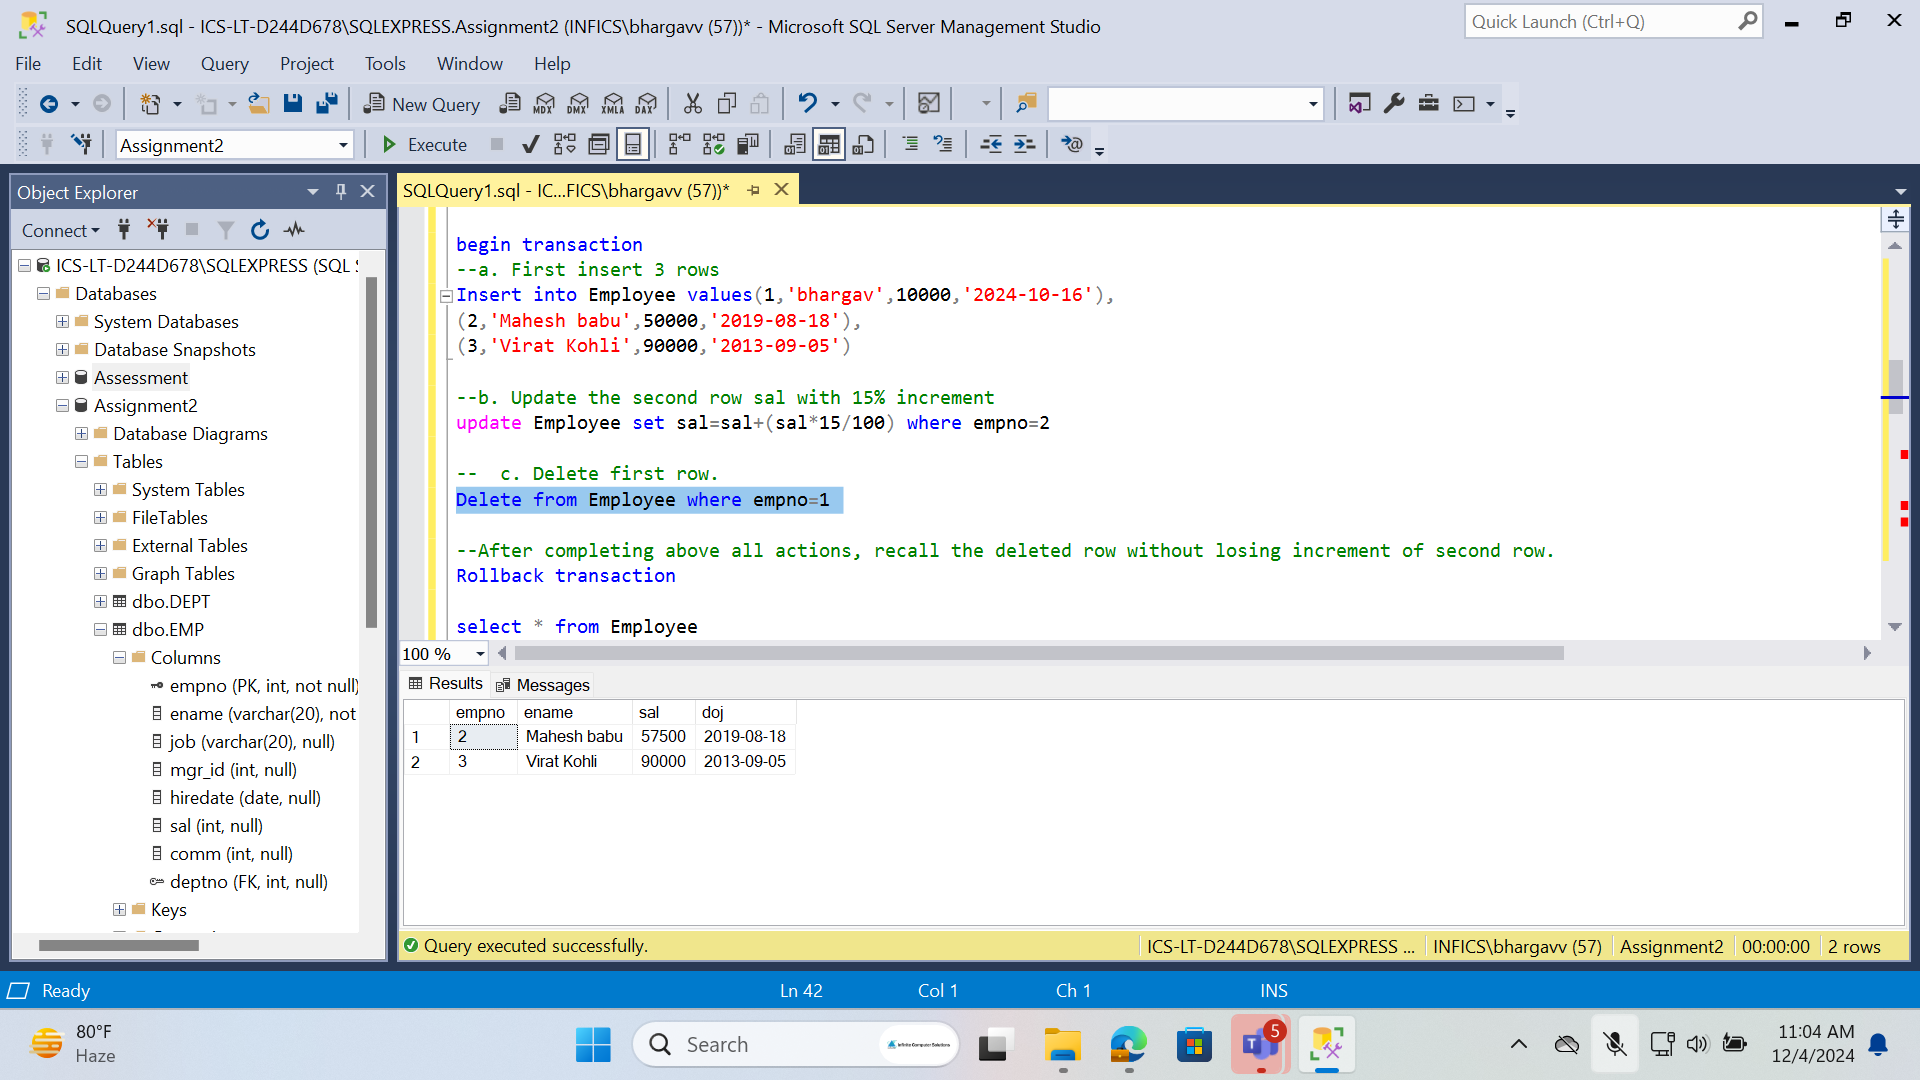 SQLQuery1.sql - ICS-LT-D244D678\SQLEXPRESS.Assignment2 (INFICS\bhargavv (57))* - Microsoft SQL Server Management Studio
Quick Launch (Ctrl+Q)
File Edit View Query Project Tools Window Help
New Query MDX DMX XMLA DAX
Assignment2 Execute
Object Explorer
Connect
ICS-LT-D244D678\SQLEXPRESS (SQL S
Databases
System Databases
Database Snapshots
Assessment
Assignment2
Database Diagrams
Tables
System Tables
FileTables
External Tables
Graph Tables
dbo.DEPT
dbo.EMP
Columns
empno (PK, int, not null)
ename (varchar(20), not
job (varchar(20), null)
mgr_id (int, null)
hiredate (date, null)
sal (int, null)
comm (int, null)
deptno (FK, int, null)
Keys
SQLQuery1.sql - IC...FICS\bhargavv (57))*
begin transaction
--a. First insert 3 rows
Insert into Employee values(1,'bhargav',10000,'2024-10-16'),
(2,'Mahesh babu',50000,'2019-08-18'),
(3,'Virat Kohli',90000,'2013-09-05')
--b. Update the second row sal with 15% increment
update Employee set sal=sal+(sal*15/100) where empno=2
--  c. Delete first row.
Delete from Employee where empno=1
--After completing above all actions, recall the deleted row without losing increment of second row.
Rollback transaction
select * from Employee
100 %
Results Messages
empno ename sal doj
1 2 Mahesh babu 57500 2019-08-18
2 3 Virat Kohli 90000 2013-09-05
Query executed successfully. ICS-LT-D244D678\SQLEXPRESS ... INFICS\bhargavv (57) Assignment2 00:00:00 2 rows
Ready Ln 42 Col 1 Ch 1 INS
80°F
Haze
Search
Infinite Computer Solutions
5
11:04 AM
12/4/2024